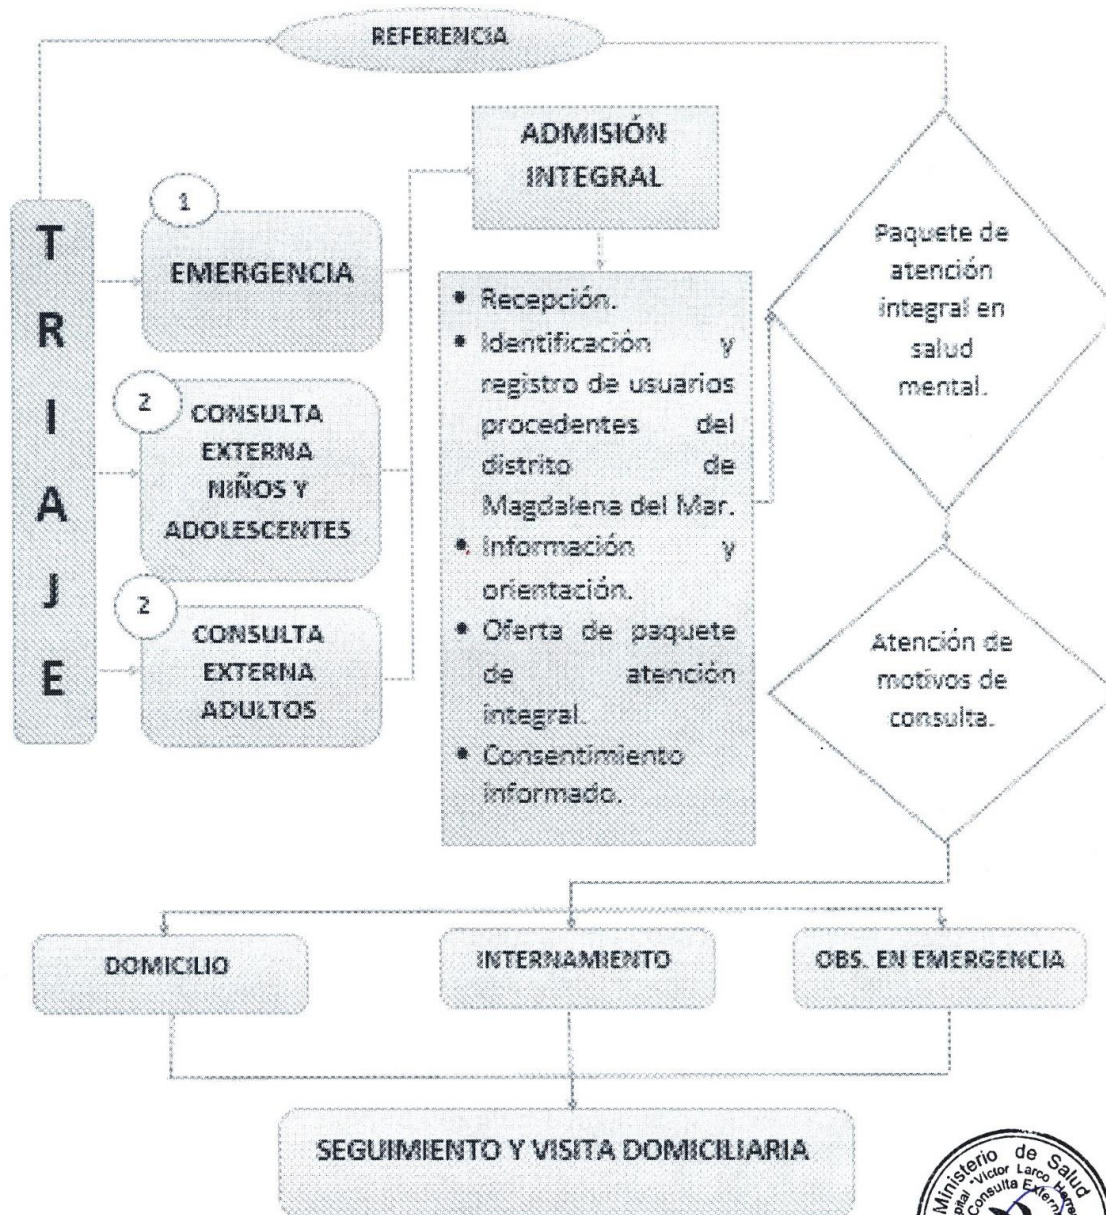 REFERENCIA
ADMISIÓN
INTEGRAL
T
R
I
A
J
E
1
EMERGENCIA
2
CONSULTA
EXTERNA
NIÑOS Y
ADOLESCENTES
2
CONSULTA
EXTERNA
ADULTOS
• Recepción.
• Identificación y
registro de usuarios
procedentes del
distrito de
Magdalena del Mar.
• Información y
orientación.
• Oferta de paquete
de atención
integral.
• Consentimiento
informado.
Paquete de
atención
integral en
salud
mental.
Atención de
motivos de
consulta.
DOMICILIO
INTERNAMIENTO
OBS. EN EMERGENCIA
SEGUIMIENTO Y VISITA DOMICILIARIA
Ministerio de Salud
"Víctor Larco
Consulta